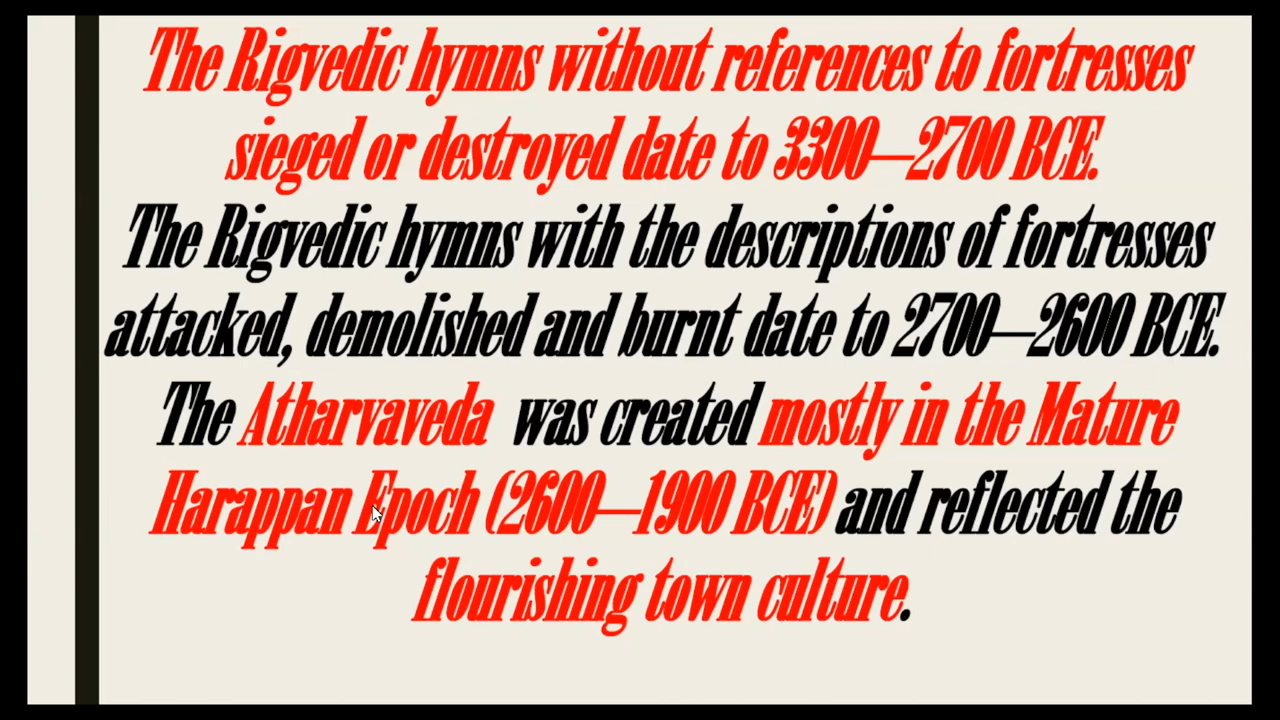 The Rigvedic hymns without references to fortresses
sieged or destroyed date to 3300—2700 BCE.
The Rigvedic hymns with the descriptions of fortresses
attacked, demolished and burnt date to 2700—2600 BCE.
The Atharvaveda was created mostly in the Mature
Harappan Epoch (2600—1900 BCE) and reflected the
flourishing town culture.